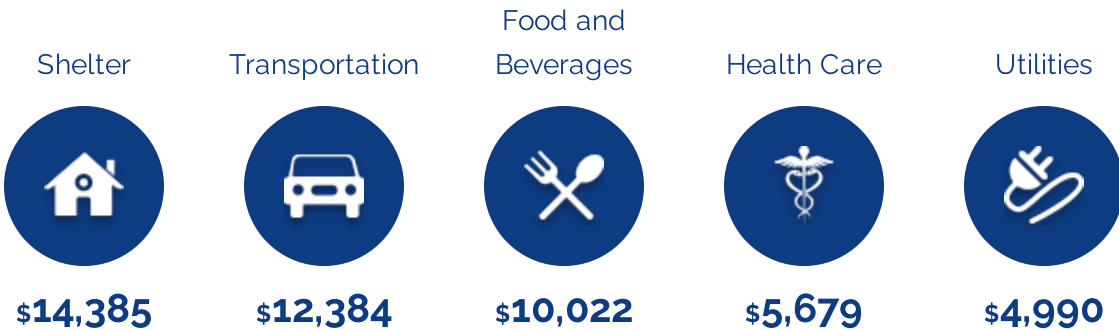 Shelter
Transportation
Food and
Beverages
Health Care
Utilities
$14,385
$12,384
$10,022
$5,679
$4,990